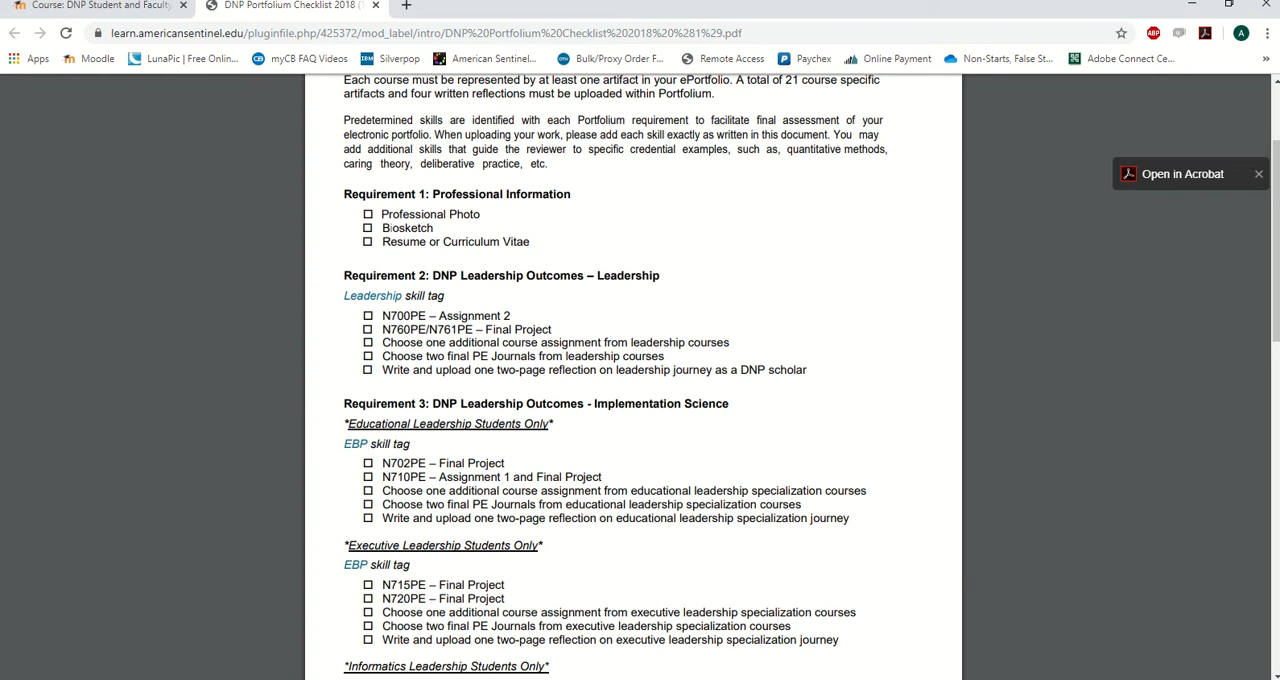 Course: DNP Student and Faculty
DNP Portfolium Checklist 2018 (
learn.americansentinel.edu/pluginfile.php/425372/mod_label/intro/DNP%20Portfolium%20Checklist%202018%20%281%29.pdf
ABP
A
Apps
Moodle
LunaPic | Free Onlin...
CB
myCB FAQ Videos
IBM
Silverpop
American Sentinel...
Bulk/Proxy Order F...
Remote Access
P
Paychex
Online Payment
Non-Starts, False St...
Adobe Connect Ce...
»
Each course must be represented by at least one artifact in your ePortfolio. A total of 21 course specific
artifacts and four written reflections must be uploaded within Portfolium.
Predetermined skills are identified with each Portfolium requirement to facilitate final assessment of your
electronic portfolio. When uploading your work, please add each skill exactly as written in this document. You may
add additional skills that guide the reviewer to specific credential examples, such as, quantitative methods,
caring theory, deliberative practice, etc.
Open in Acrobat
Requirement 1: Professional Information
Professional Photo
Biosketch
Resume or Curriculum Vitae
Requirement 2: DNP Leadership Outcomes – Leadership
Leadership skill tag
N700PE – Assignment 2
N760PE/N761PE – Final Project
Choose one additional course assignment from leadership courses
Choose two final PE Journals from leadership courses
Write and upload one two-page reflection on leadership journey as a DNP scholar
Requirement 3: DNP Leadership Outcomes - Implementation Science
*Educational Leadership Students Only*
EBP skill tag
N702PE – Final Project
N710PE – Assignment 1 and Final Project
Choose one additional course assignment from educational leadership specialization courses
Choose two final PE Journals from educational leadership specialization courses
Write and upload one two-page reflection on educational leadership specialization journey
*Executive Leadership Students Only*
EBP skill tag
N715PE – Final Project
N720PE – Final Project
Choose one additional course assignment from executive leadership specialization courses
Choose two final PE Journals from executive leadership specialization courses
Write and upload one two-page reflection on executive leadership specialization journey
*Informatics Leadership Students Only*